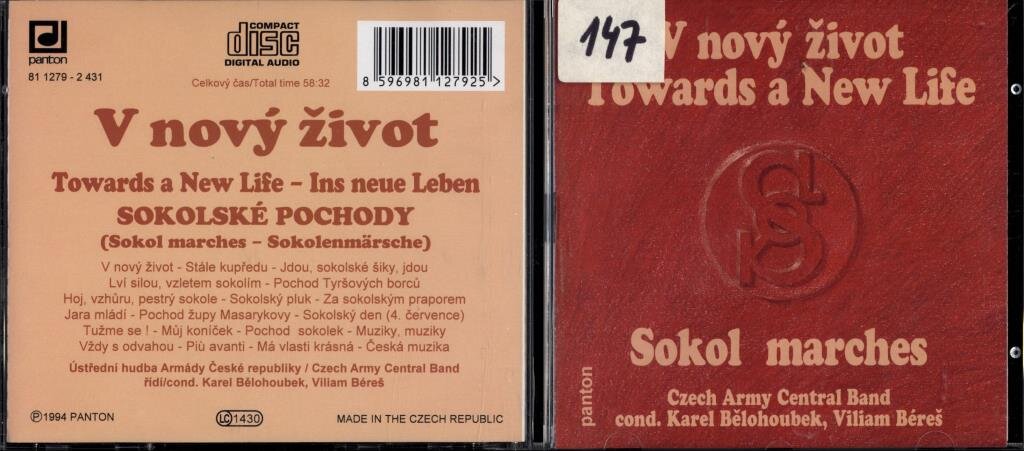 panton
81 1279 - 2 431
COMPACT
disc
DIGITAL AUDIO
Celkový čas/Total time 58:32
8 596981 127925 >
V nový život
Towards a New Life – Ins neue Leben
SOKOLSKÉ POCHODY
(Sokol marches – Sokolenmärsche)
V nový život - Stále kupředu - Jdou, sokolské šiky, jdou
Lví silou, vzletem sokolím - Pochod Tyršových borců
Hoj, vzhůru, pestrý sokole - Sokolský pluk - Za sokolským praporem
Jara mládí - Pochod župy Masarykovy - Sokolský den (4. července)
Tužme se ! - Můj koníček - Pochod sokolek - Muziky, muziky
Vždy s odvahou - Più avanti - Má vlasti krásná - Česká muzika
Ústřední hudba Armády České republiky / Czech Army Central Band
řídí/cond. Karel Bělohoubek, Viliam Béreš
Ⓟ1994 PANTON
LC 1430
MADE IN THE CZECH REPUBLIC
147
V nový život
Towards a New Life
Sokol marches
panton
Czech Army Central Band
cond. Karel Bělohoubek, Viliam Béreš